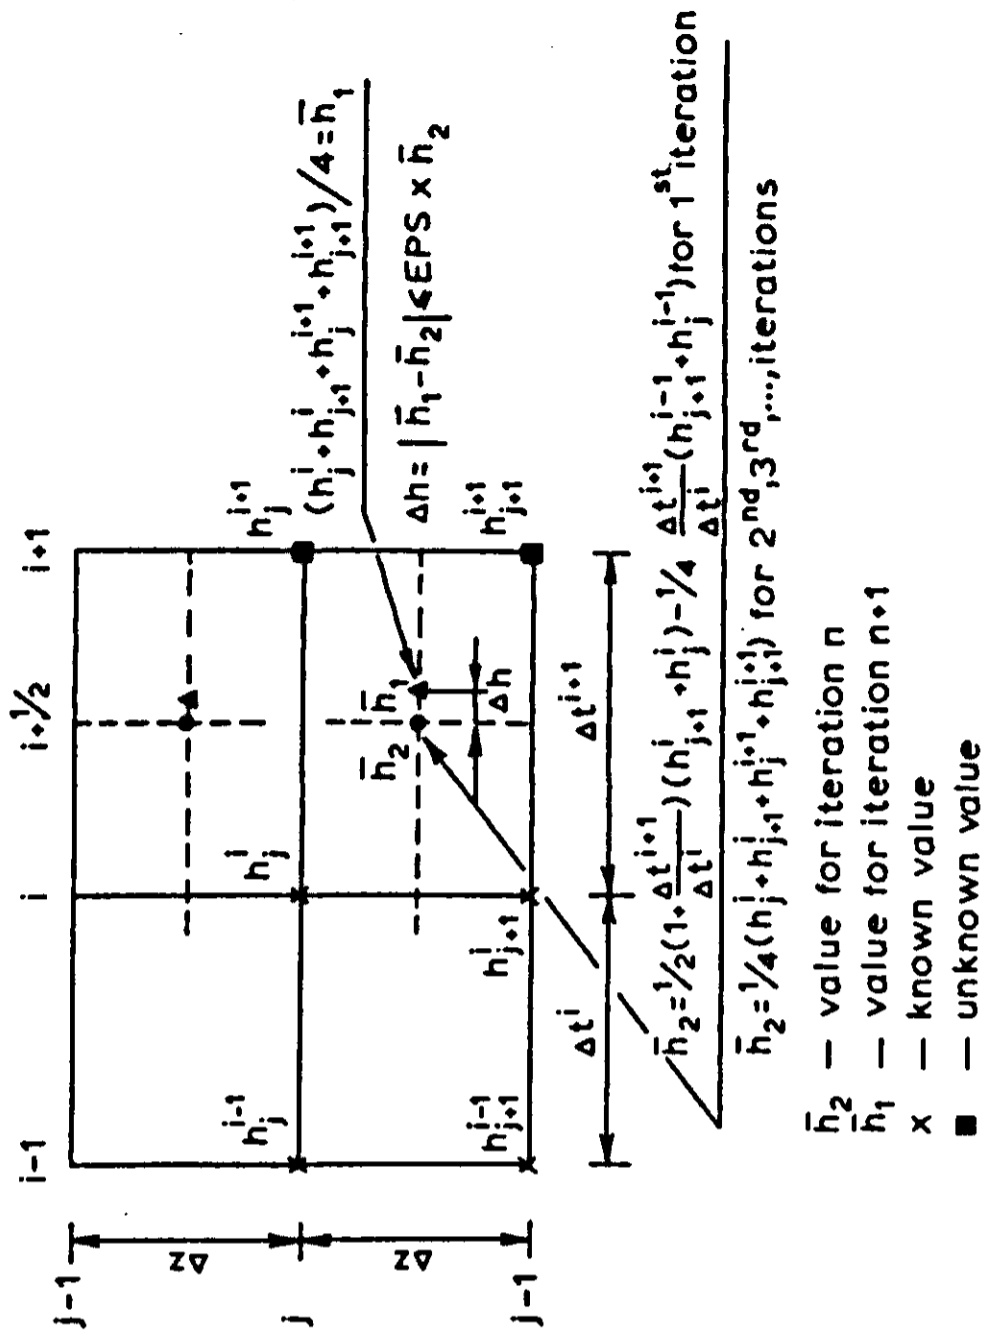 i-1 i i+1/2 i+1
j-1
Δz
h_j^{i-1} h_j^i h_j^{i+1}
j
(h_j^i+h_{j+1}^i+h_j^{i+1}+h_{j+1}^{i+1})/4=h̄_1
h̄_2 h̄_1
Δh=|h̄_1-h̄_2|≤EPS x h̄_2
Δz
Δh
h_{j+1}^{i-1} h_{j+1}^i h_{j+1}^{i+1}
j-1
Δt^i Δt^{i+1}
h̄_2=1/2(1+Δt^{i+1}/Δt^i)(h_{j+1}^i+h_j^i)-1/4 Δt^{i+1}/Δt^i(h_{j+1}^{i-1}+h_j^{i-1})for 1st iteration
h̄_2=1/4(h_j^i+h_{j+1}^i+h_j^{i+1}+h_{j+1}^{i+1}) for 2nd,3rd,...,iterations
h̄_2 — value for iteration n
h̄_1 — value for iteration n+1
x — known value
■ — unknown value